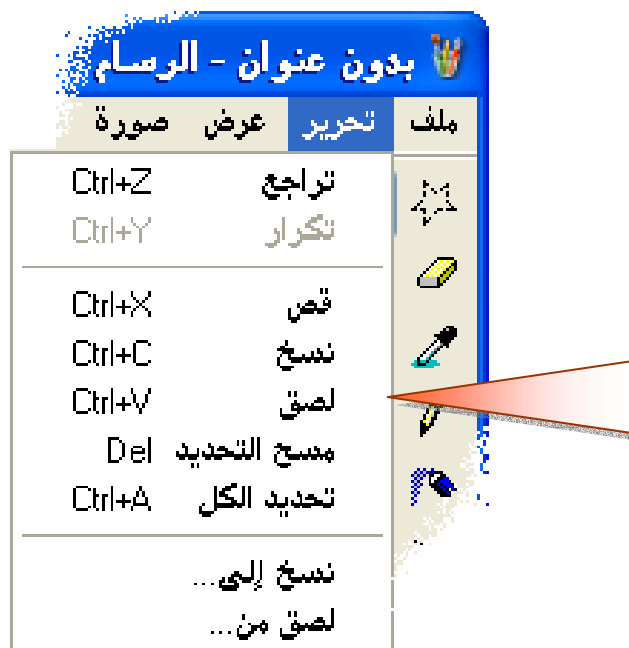 بدون عنوان - الرسام
ملف تحرير عرض صورة
تراجع Ctrl+Z
تكرار Ctrl+Y
قص Ctrl+X
نسخ Ctrl+C
لصق Ctrl+V
مسح التحديد Del
تحديد الكل Ctrl+A
نسخ إلى...
لصق من...